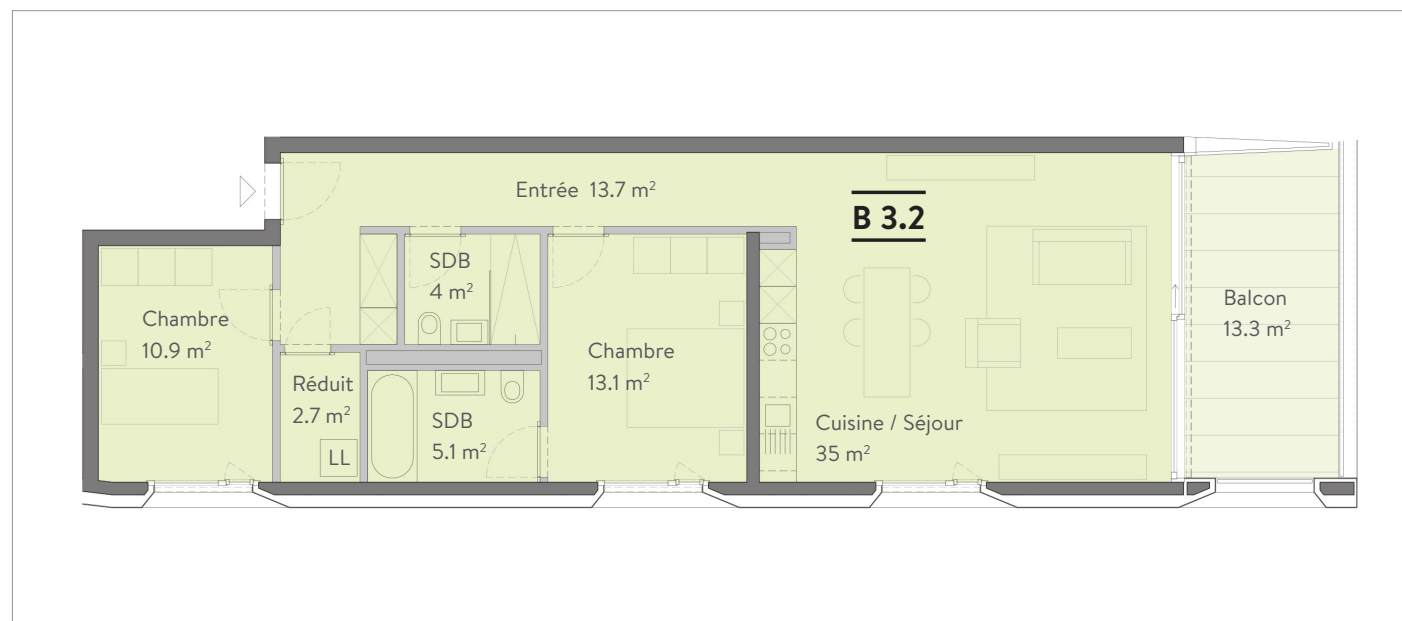 Entrée 13.7 m²
B 3.2
SDB
4 m²
Chambre
10.9 m²
Balcon
13.3 m²
Chambre
13.1 m²
Réduit
2.7 m²
SDB
5.1 m²
Cuisine / Séjour
35 m²
LL